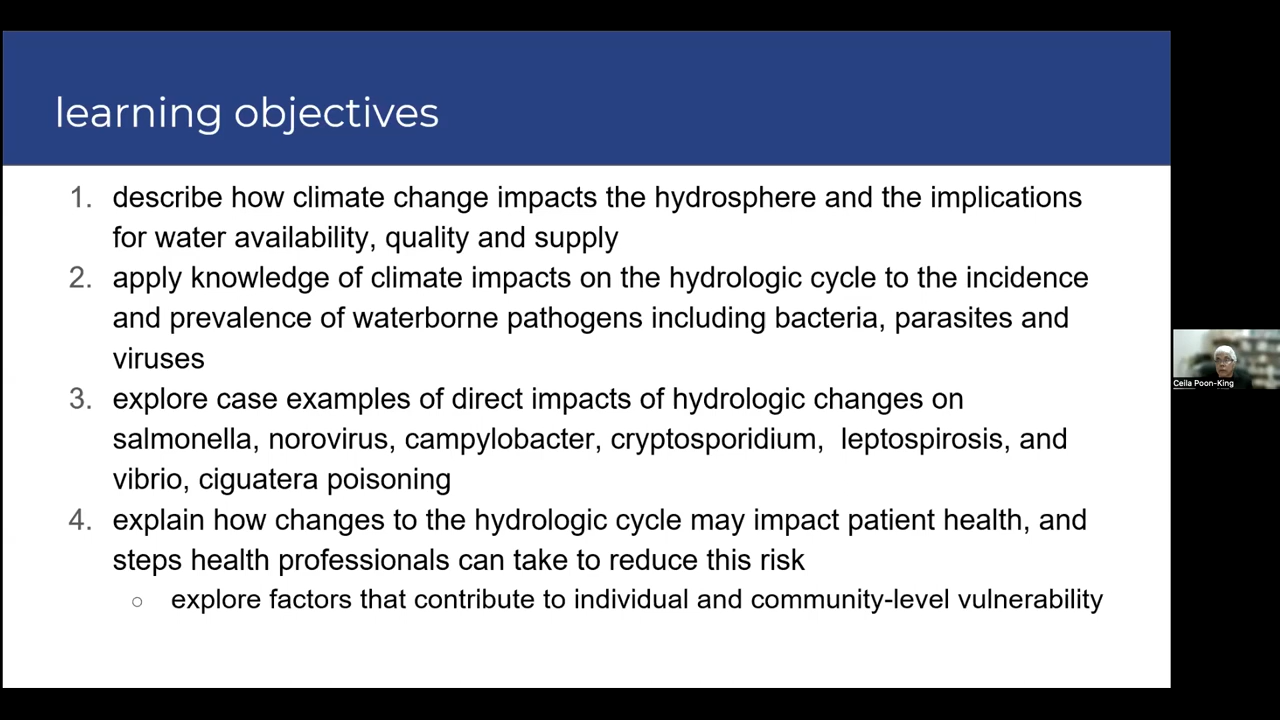 learning objectives
1. describe how climate change impacts the hydrosphere and the implications
for water availability, quality and supply
2. apply knowledge of climate impacts on the hydrologic cycle to the incidence
and prevalence of waterborne pathogens including bacteria, parasites and
viruses
3. explore case examples of direct impacts of hydrologic changes on
salmonella, norovirus, campylobacter, cryptosporidium, leptospirosis, and
vibrio, ciguatera poisoning
4. explain how changes to the hydrologic cycle may impact patient health, and
steps health professionals can take to reduce this risk
○ explore factors that contribute to individual and community-level vulnerability
Ceila Poon-King